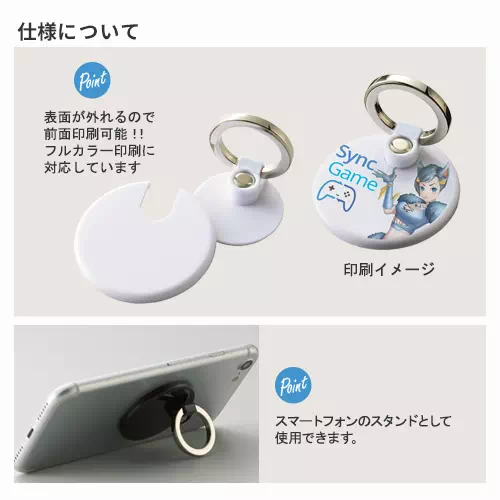 仕様について
Point
表面が外れるので
前面印刷可能 !!
フルカラー印刷に
対応しています
Sync
Game
印刷イメージ
Point
スマートフォンのスタンドとして
使用できます。